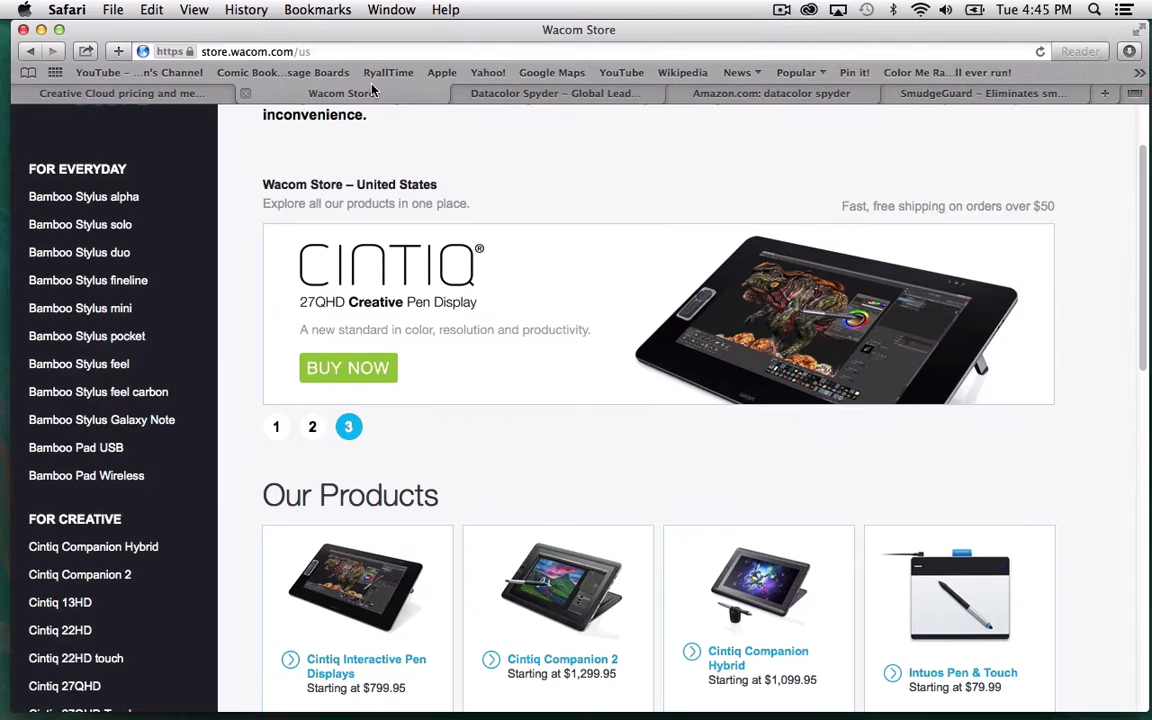 Safari File Edit View History Bookmarks Window Help Tue 4:45 PM
Wacom Store
https store.wacom.com/us Reader
YouTube - ...n's Channel Comic Book...sage Boards RyallTime Apple Yahoo! Google Maps YouTube Wikipedia News Popular Pin it! Color Me Ra...ll ever run!
Creative Cloud pricing and me... Wacom Store Datacolor Spyder – Global Lead... Amazon.com: datacolor spyder SmudgeGuard – Eliminates sm...
inconvenience.
FOR EVERYDAY
Bamboo Stylus alpha
Bamboo Stylus solo
Bamboo Stylus duo
Bamboo Stylus fineline
Bamboo Stylus mini
Bamboo Stylus pocket
Bamboo Stylus feel
Bamboo Stylus feel carbon
Bamboo Stylus Galaxy Note
Bamboo Pad USB
Bamboo Pad Wireless
FOR CREATIVE
Cintiq Companion Hybrid
Cintiq Companion 2
Cintiq 13HD
Cintiq 22HD
Cintiq 22HD touch
Cintiq 27QHD
Wacom Store – United States
Explore all our products in one place.
Fast, free shipping on orders over $50
CINTIQ®
27QHD Creative Pen Display
A new standard in color, resolution and productivity.
BUY NOW
wacom
1 2 3
Our Products
Cintiq Interactive Pen
Displays
Starting at $799.95
Cintiq Companion 2
Starting at $1,299.95
Cintiq Companion
Hybrid
Starting at $1,099.95
Intuos Pen & Touch
Starting at $79.99